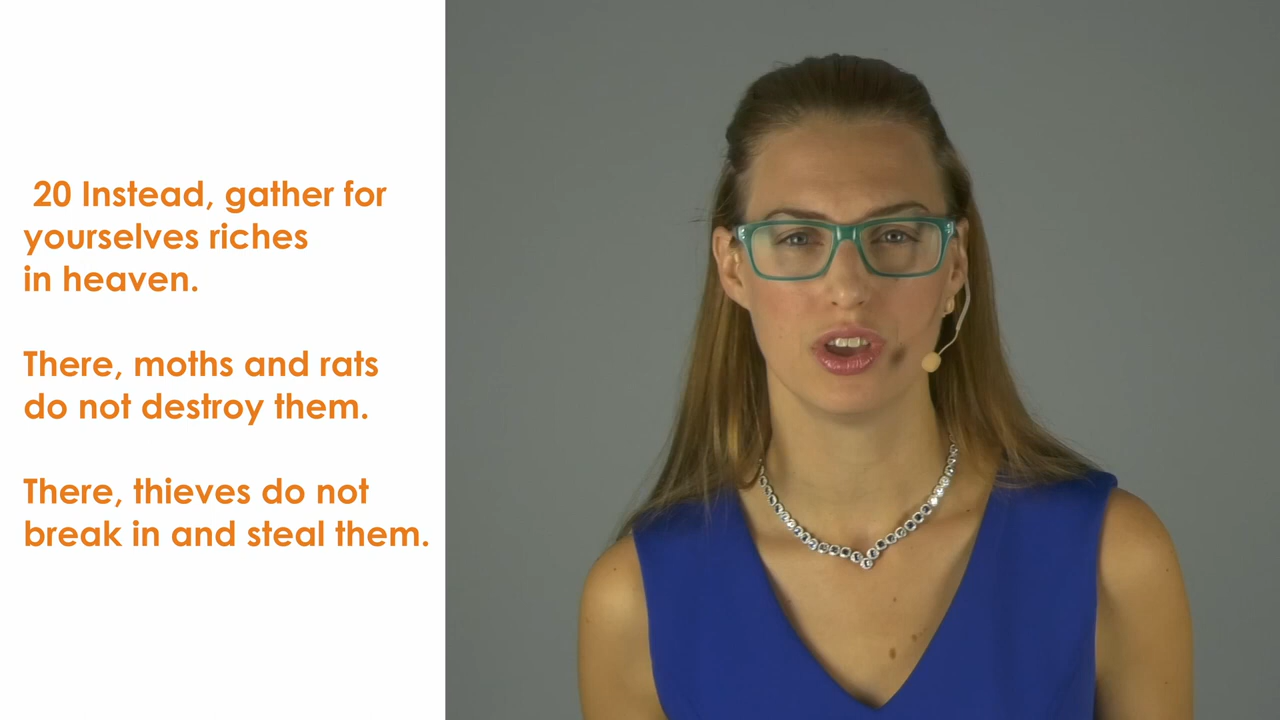 20 Instead, gather for
yourselves riches
in heaven.
There, moths and rats
do not destroy them.
There, thieves do not
break in and steal them.